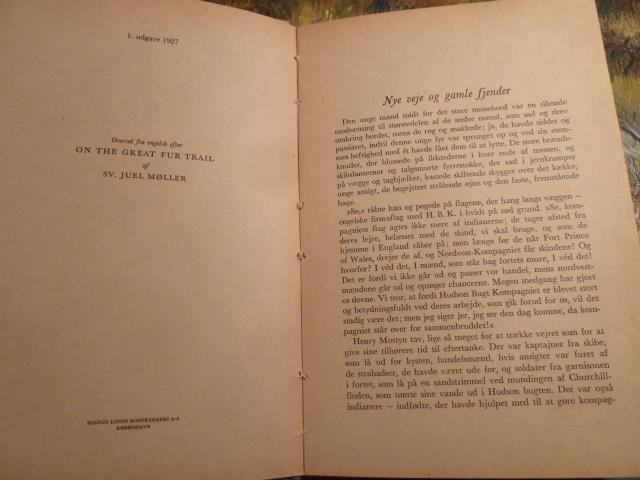 1. udgave 1927
Oversat fra engelsk efter
ON THE GREAT FUR TRAIL
af
SV. JUEL MØLLER
BIANCO LUNOS BOGTRYKKERI A-S
KØBENHAVN
Nye veje og gamle fjender
Den unge mand midt for det store messebord var en slående
modsætning til størstedelen af de andre mænd, som sad og drev
omkring bordet, mens de røg og snakkede; ja, de havde siddet og
passiaret, indtil denne unge fyr var sprunget op og ved sin stem-
mes heftighed med ét havde fået dem til at lytte. De store brænde-
knuder, der blussede på ildstederne i hver ende af messen, og
skibslanterner og talgsmurte fyrrestokke, der sad i jernkramper
på vægge og tagbjælker, kastede skiftende skygger over det kække,
unge ansigt, de begejstret strålende øjne og den faste, fremstående
hage.
»Se,« råbte han og pegede på flagene, der hang langs væggen –
engelske firmaflag med H. B. K. i hvidt på rød grund. »Se, kom-
pagniets flag agtes ikke mere af indianerne; de tager afsted fra
deres lejre, belæsset med de skind, vi skal bruge, og som de
hjemme i England råber på; men længe før de når Fort Prince
of Wales, drejer de af, og Nordvest-Kompagniet får skindene! Og
hvorfor? I véd det, I mænd, som står bag fortets mure, I véd det!
Det er fordi vi ikke går ud og passer vor handel, mens nordvest-
mændene går ud og opsøger chancerne. Megen medgang har gjort
os dovne. Vi tror, at fordi Hudson Bugt Kompagniet er blevet stort
og betydningsfuldt ved deres arbejde, som gik forud for os, vil det
stadig være det; men jeg siger jer, jeg ser den dag komme, da kom-
pagniet står over for sammenbruddet!«
Henry Mostyn tav, lige så meget for at trække vejret som for at
give sine tilhørere tid til eftertanke. Der var kaptajner fra skibe,
som lå ud for kysten, handelsmænd, hvis ansigter var furet af
de strabadser, de havde været ude for, og soldater fra garnisonen
i fortet, som lå på en sandstrimmel ved mundingen af Churchill-
floden, som tømte sine vande ud i Hudson bugten. Der var også
indianere – indfødte, der havde hjulpet med til at gøre kompag-